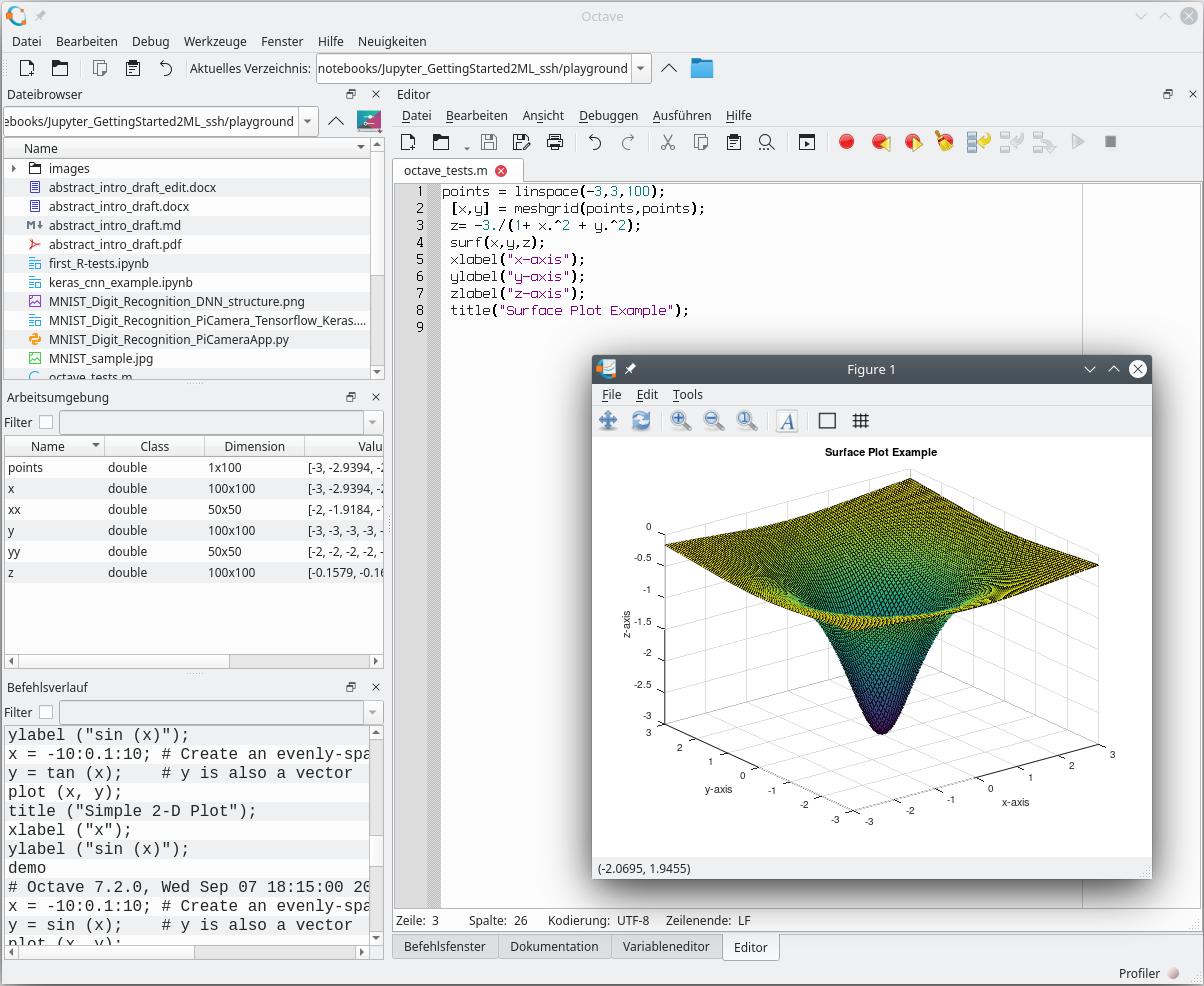 Octave
Datei Bearbeiten Debug Werkzeuge Fenster Hilfe Neuigkeiten
Aktuelles Verzeichnis: notebooks/Jupyter_GettingStarted2ML_ssh/playground
Dateibrowser
ebooks/Jupyter_GettingStarted2ML_ssh/playground
Name
images
abstract_intro_draft_edit.docx
abstract_intro_draft.docx
M↓ abstract_intro_draft.md
abstract_intro_draft.pdf
first_R-tests.ipynb
keras_cnn_example.ipynb
MNIST_Digit_Recognition_DNN_structure.png
MNIST_Digit_Recognition_PiCamera_Tensorflow_Keras....
MNIST_Digit_Recognition_PiCameraApp.py
MNIST_sample.jpg
octave_tests.m
Arbeitsumgebung
Filter
Name Class Dimension Valu
points double 1x100 [-3, -2.9394, -2
x double 100x100 [-3, -2.9394, -2
xx double 50x50 [-2, -1.9184, -1
y double 100x100 [-3, -3, -3, -3, -
yy double 50x50 [-2, -2, -2, -2, -
z double 100x100 [-0.1579, -0.16
Befehlsverlauf
Filter
ylabel ("sin (x)");
x = -10:0.1:10; # Create an evenly-spa
y = tan (x);    # y is also a vector
plot (x, y);
title ("Simple 2-D Plot");
xlabel ("x");
ylabel ("sin (x)");
demo
# Octave 7.2.0, Wed Sep 07 18:15:00 20
x = -10:0.1:10; # Create an evenly-spa
y = sin (x);    # y is also a vector
plot (x, y);
Editor
Datei Bearbeiten Ansicht Debuggen Ausführen Hilfe
octave_tests.m
1 points = linspace(-3,3,100);
2 [x,y] = meshgrid(points,points);
3 z= -3./(1+ x.^2 + y.^2);
4 surf(x,y,z);
5 xlabel("x-axis");
6 ylabel("y-axis");
7 zlabel("z-axis");
8 title("Surface Plot Example");
9
Figure 1
File Edit Tools
A
Surface Plot Example
0
-0.5
-1
-1.5
-2
-2.5
-3
z-axis
3
2
1
0
-1
-2
-3
y-axis
-3
-2
-1
0
1
2
3
x-axis
(-2.0695, 1.9455)
Zeile: 3 Spalte: 26 Kodierung: UTF-8 Zeilenende: LF
Befehlsfenster Dokumentation Variableneditor Editor
Profiler